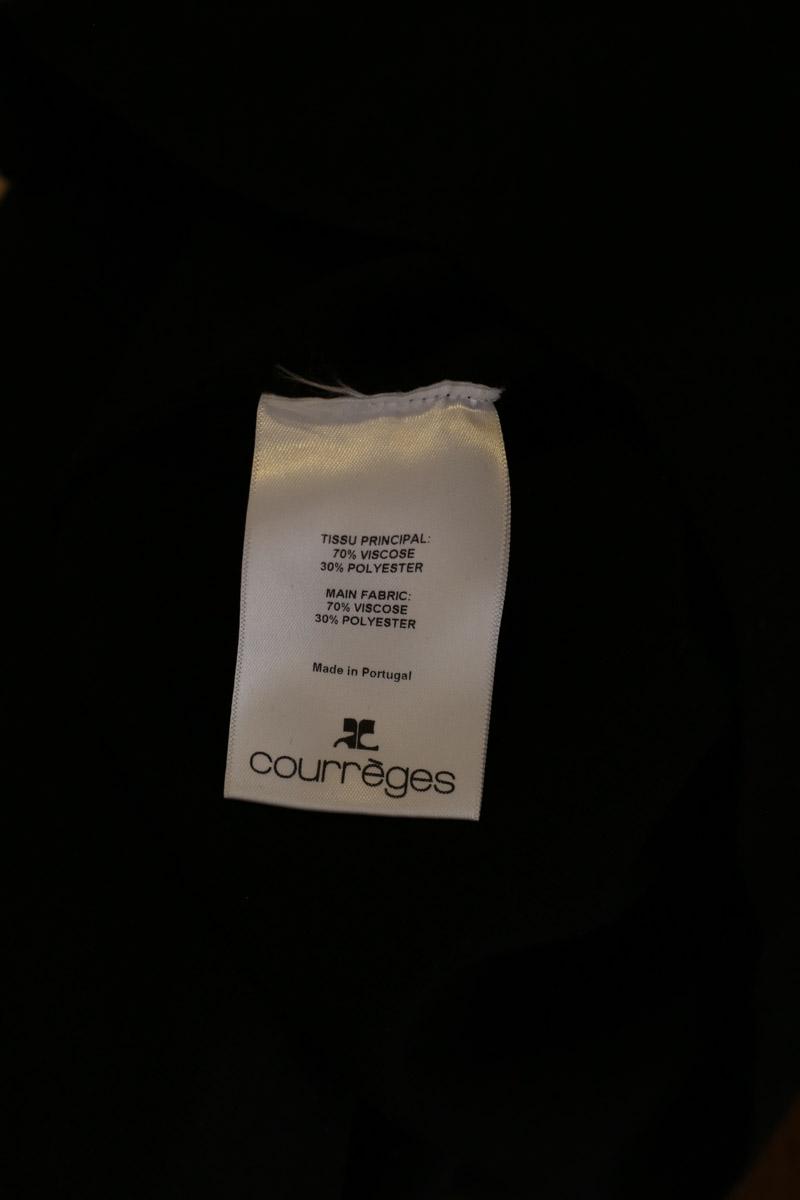 TISSU PRINCIPAL:
70% VISCOSE
30% POLYESTER
MAIN FABRIC:
70% VISCOSE
30% POLYESTER
Made in Portugal
courrèges